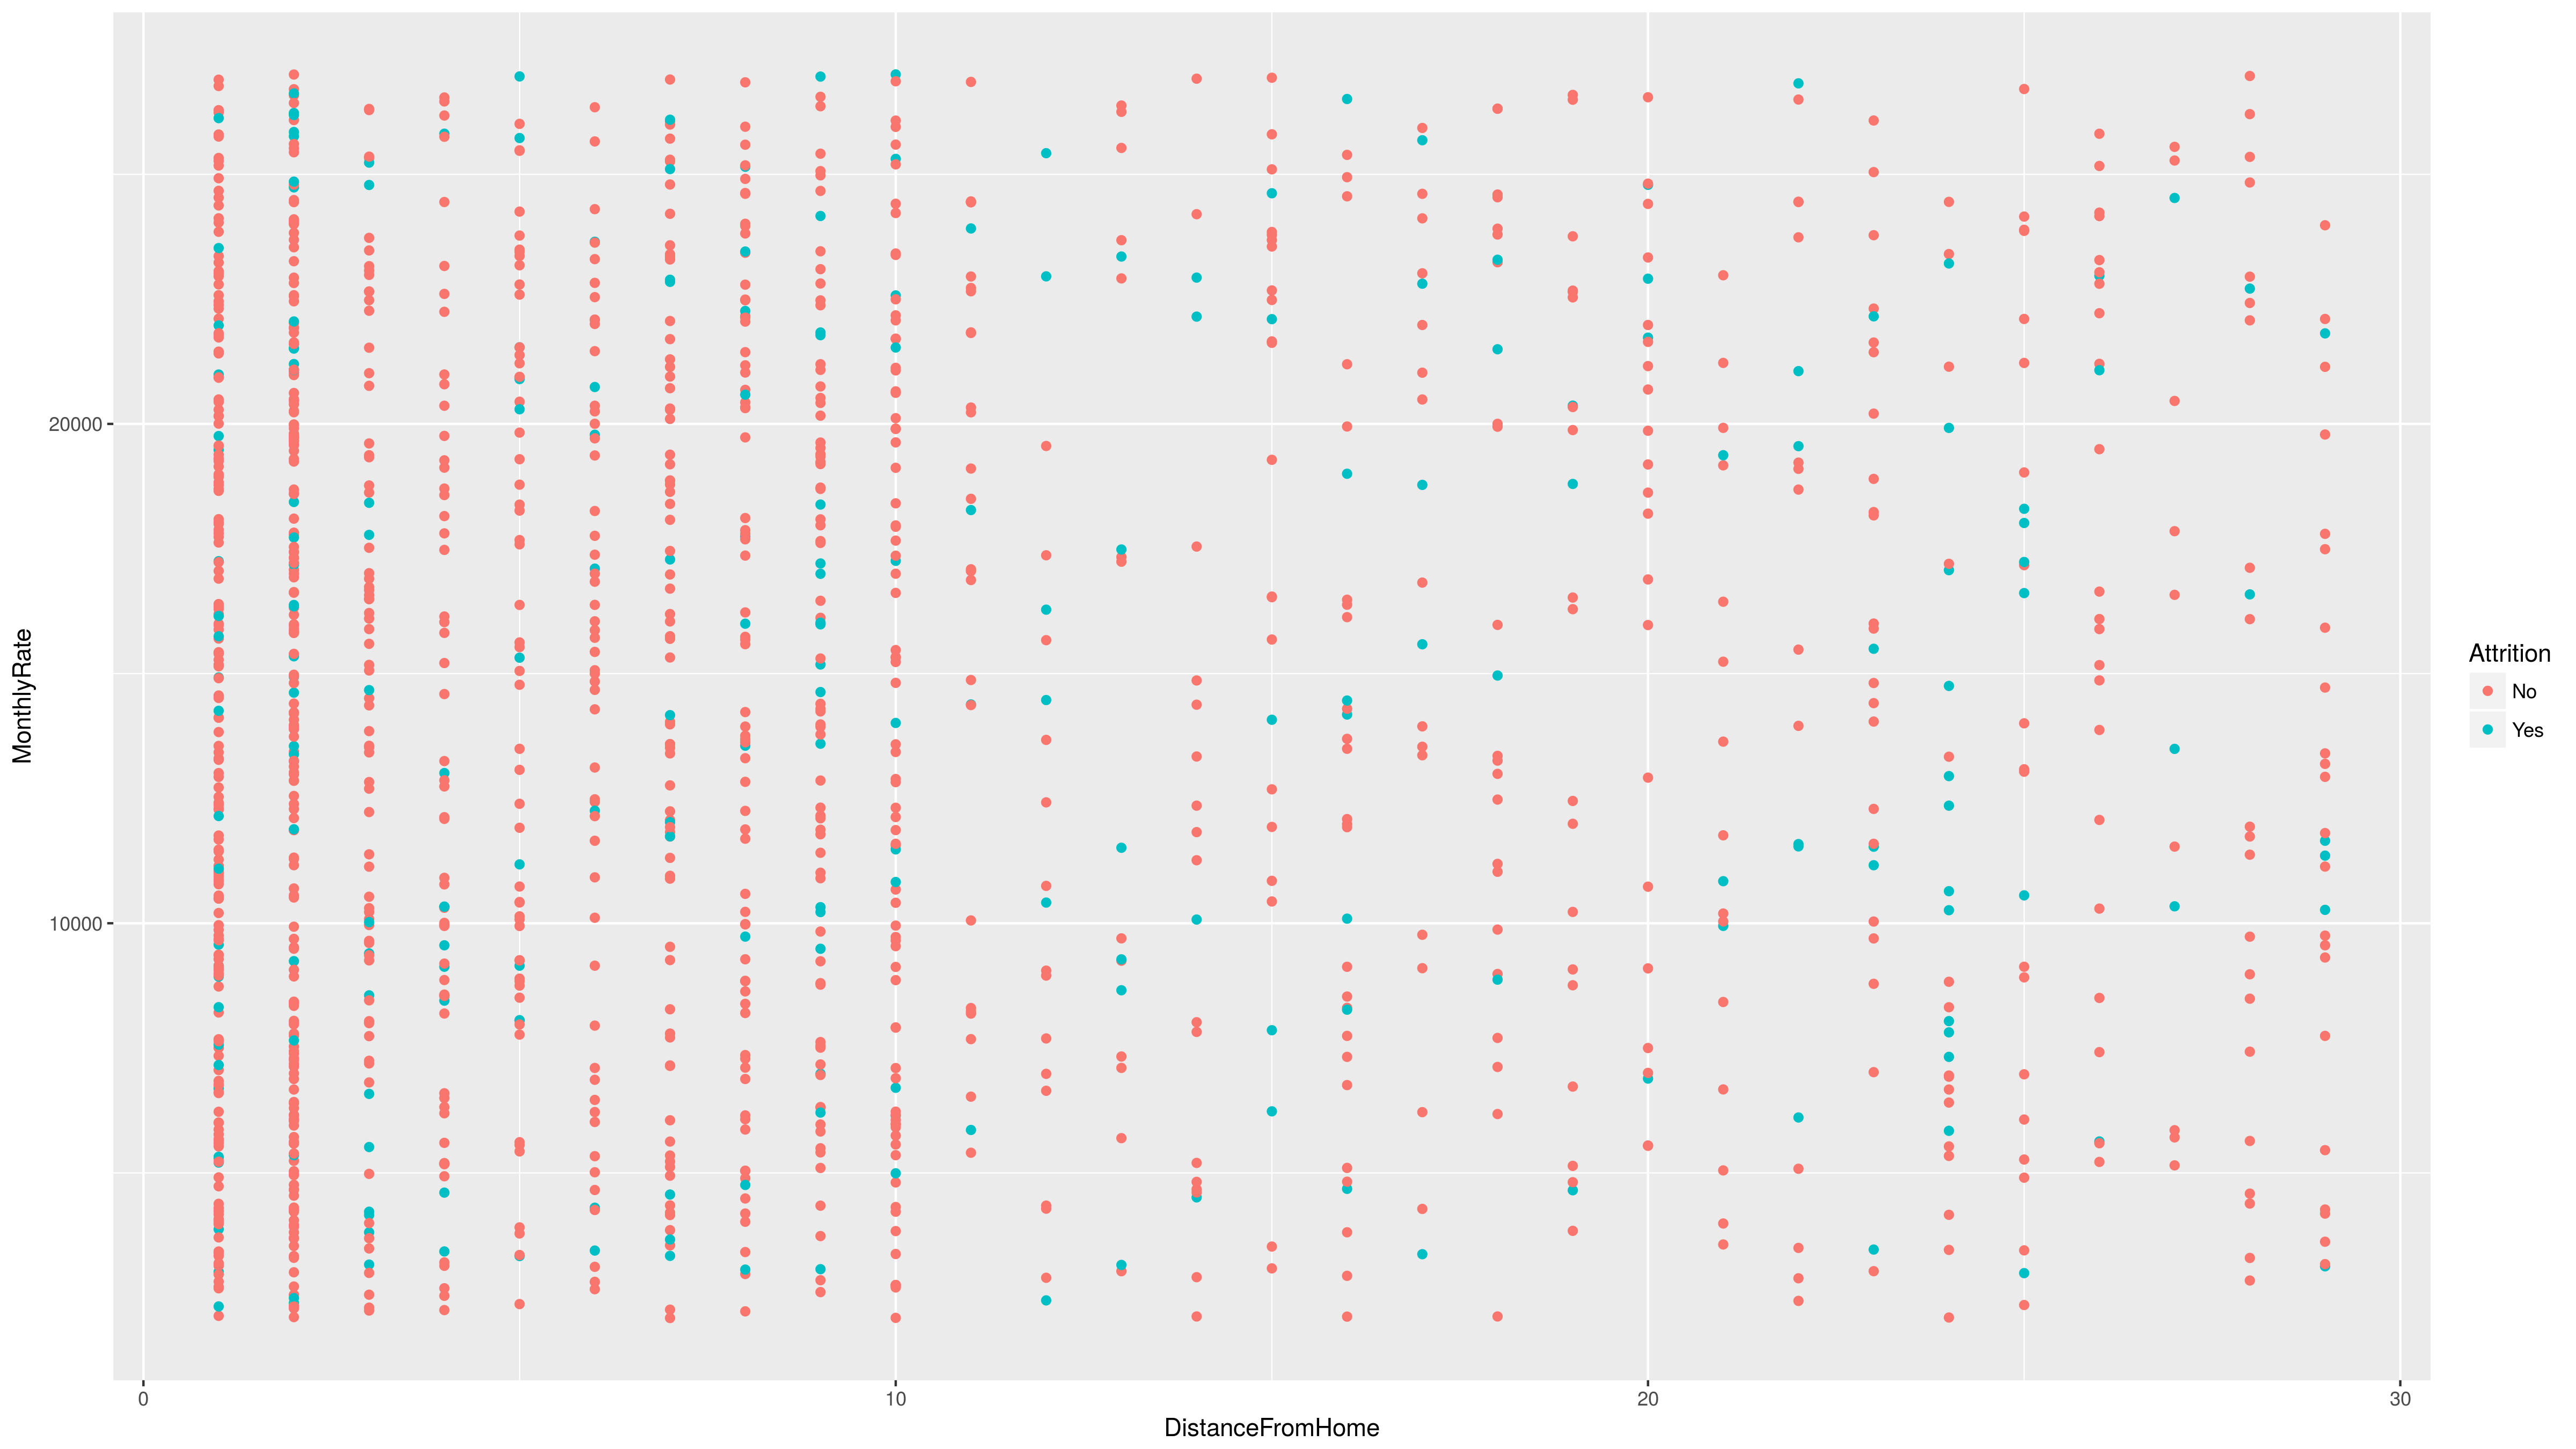 MonthlyRate
20000
10000
0
10
20
30
DistanceFromHome
Attrition
No
Yes